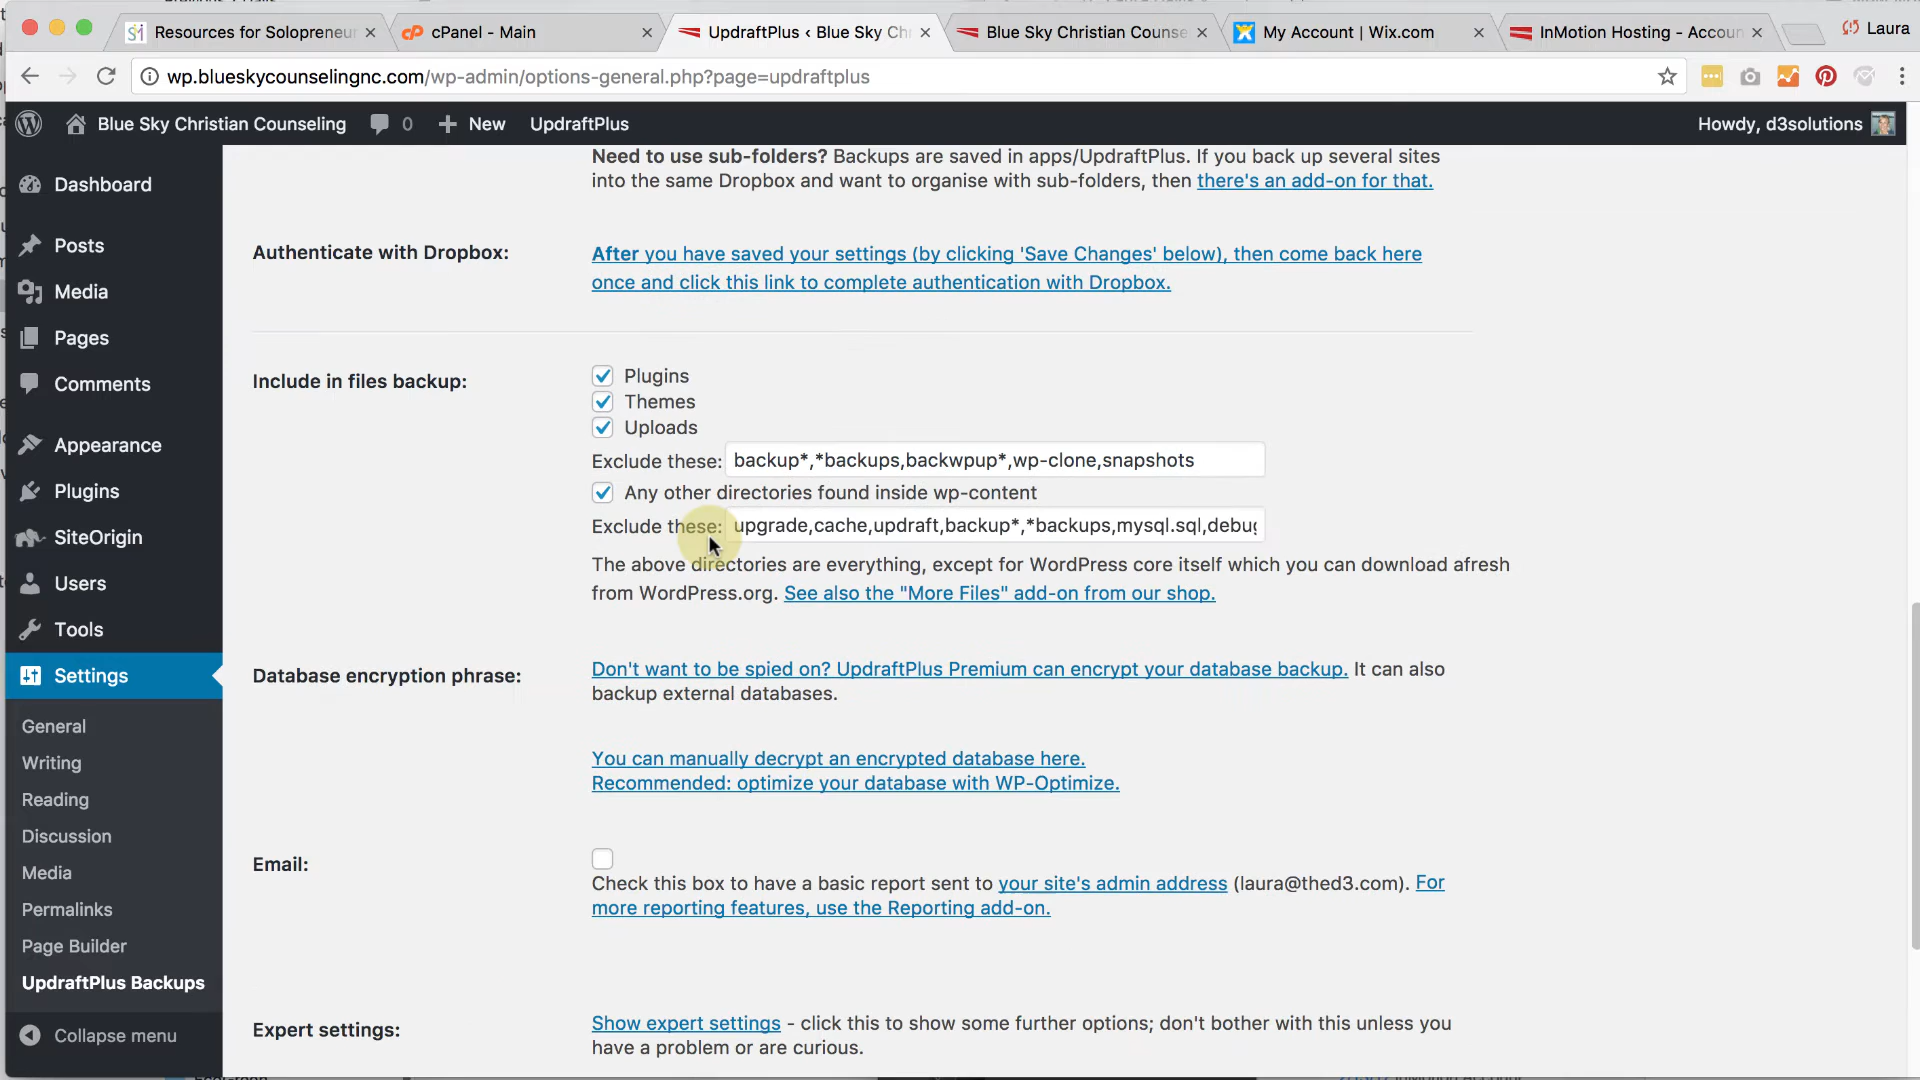 Resources for Solopreneu
cPanel - Main
UpdraftPlus ‹ Blue Sky Ch
Blue Sky Christian Counse
My Account | Wix.com
InMotion Hosting - Accoun
Laura
wp.blueskycounselingnc.com/wp-admin/options-general.php?page=updraftplus
Blue Sky Christian Counseling
0
New
UpdraftPlus
Howdy, d3solutions
Dashboard
Posts
Media
Pages
Comments
Appearance
Plugins
SiteOrigin
Users
Tools
Settings
General
Writing
Reading
Discussion
Media
Permalinks
Page Builder
UpdraftPlus Backups
Collapse menu
Need to use sub-folders? Backups are saved in apps/UpdraftPlus. If you back up several sites
into the same Dropbox and want to organise with sub-folders, then there's an add-on for that.
Authenticate with Dropbox:
After you have saved your settings (by clicking 'Save Changes' below), then come back here
once and click this link to complete authentication with Dropbox.
Include in files backup:
Plugins
Themes
Uploads
Exclude these: backup*,*backups,backwpup*,wp-clone,snapshots
Any other directories found inside wp-content
Exclude these: upgrade,cache,updraft,backup*,*backups,mysql.sql,debug
The above directories are everything, except for WordPress core itself which you can download afresh
from WordPress.org. See also the "More Files" add-on from our shop.
Database encryption phrase:
Don't want to be spied on? UpdraftPlus Premium can encrypt your database backup. It can also
backup external databases.
You can manually decrypt an encrypted database here.
Recommended: optimize your database with WP-Optimize.
Email:
Check this box to have a basic report sent to your site's admin address (laura@thed3.com). For
more reporting features, use the Reporting add-on.
Expert settings:
Show expert settings - click this to show some further options; don't bother with this unless you
have a problem or are curious.